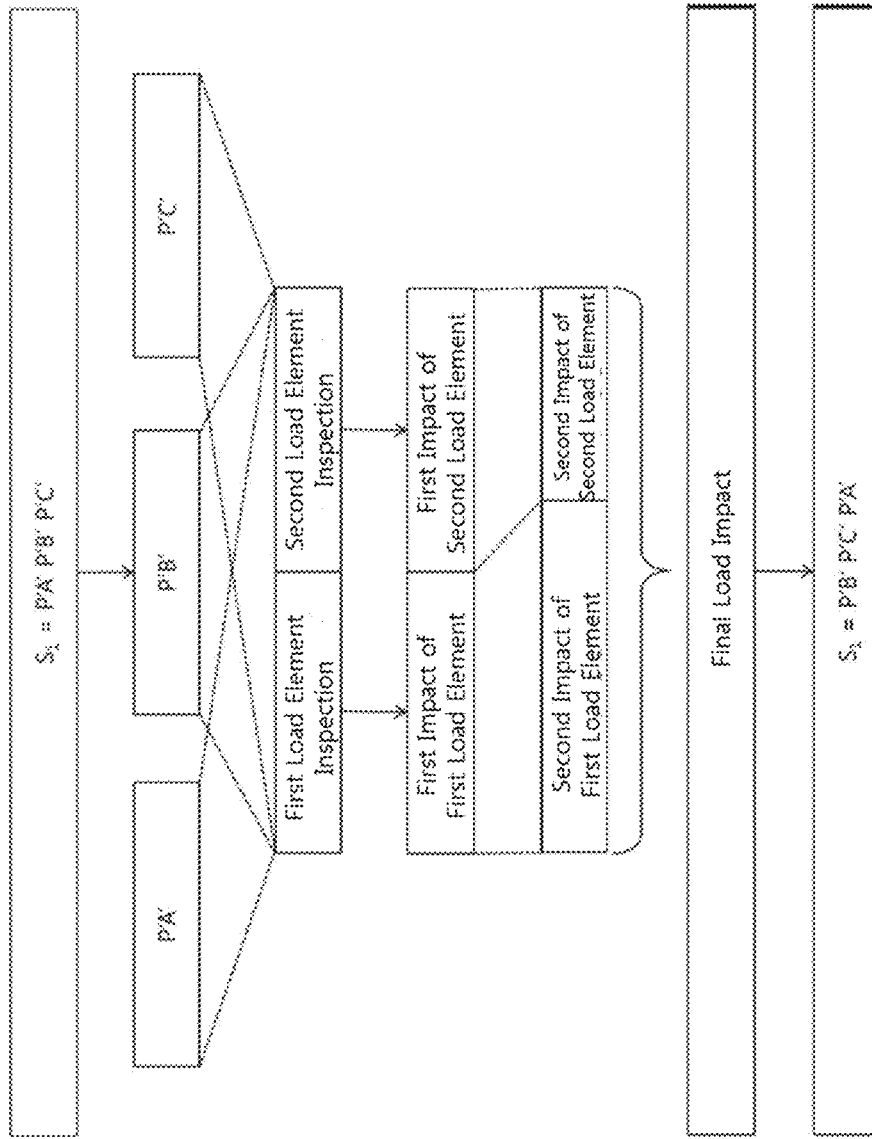 S₁ = P'A' P'B' P'C'
P'A'
P'B'
P'C'
First Load Element
Inspection
Second Load Element
Inspection
First Impact of
First Load Element
First Impact of
Second Load Element
Second Impact of
First Load Element
Second Impact of
Second Load Element
Final Load Impact
S₁ = P'B' P'C' P'A'